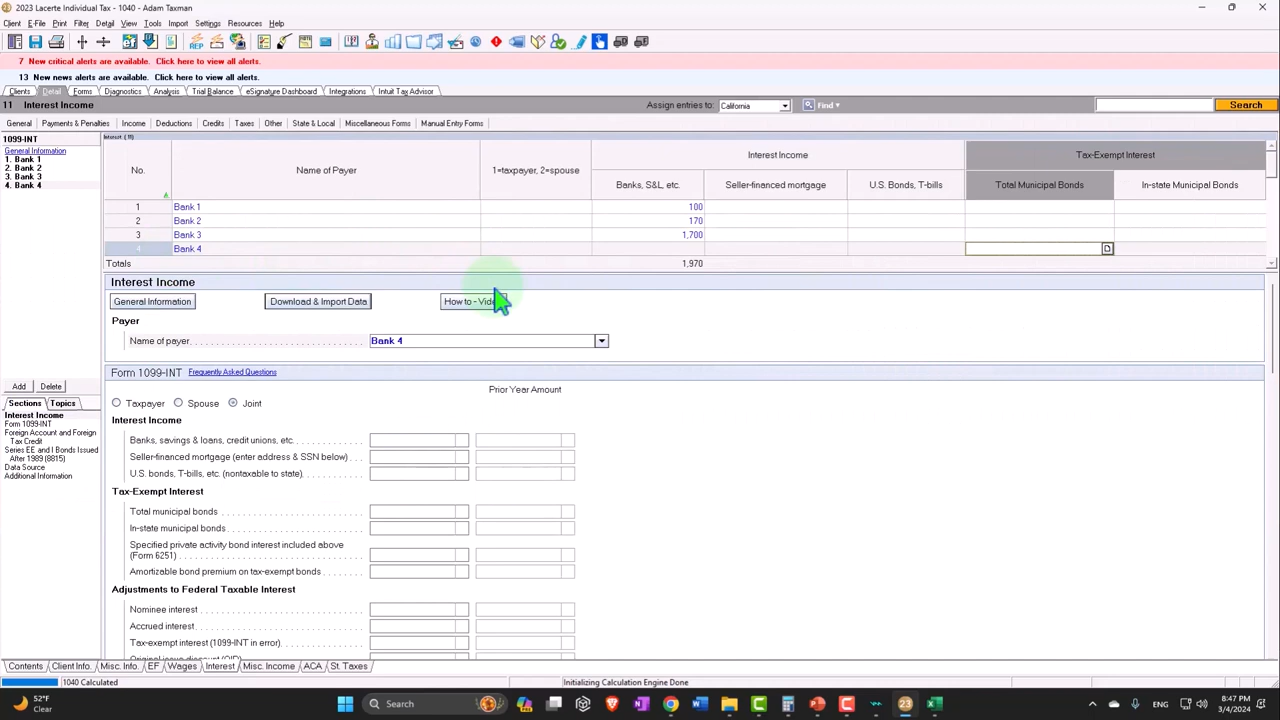 2023 Lacerte Individual Tax - 1040 - Adam Taxman
Client E-File Print Filter Detail View Tools Import Settings Resources Help
7 New critical alerts are available. Click here to view all alerts.
13 New news alerts are available. Click here to view all alerts.
Clients Detail Forms Diagnostics Analysis Trial Balance eSignature Dashboard Integrations Intuit Tax Advisor
11 Interest Income Assign entries to: California Find Search
General Payments & Penalties Income Deductions Credits Taxes Other State & Local Miscellaneous Forms Manual Entry Forms
1099-INT
General Information
1. Bank 1
2. Bank 2
3. Bank 3
4. Bank 4
Interest (11)
Interest Income Tax-Exempt Interest
No. Name of Payer 1=taxpayer, 2=spouse
Banks, S&L, etc. Seller-financed mortgage U.S. Bonds, T-bills Total Municipal Bonds In-state Municipal Bonds
1 Bank 1 100
2 Bank 2 170
3 Bank 3 1,700
4 Bank 4
Totals 1,970
Interest Income
General Information Download & Import Data How to - Vid
Payer
Name of payer Bank 4
Form 1099-INT Frequently Asked Questions
Prior Year Amount
Taxpayer Spouse Joint
Interest Income
Banks, savings & loans, credit unions, etc.
Seller-financed mortgage (enter address & SSN below)
U.S. bonds, T-bills, etc. (nontaxable to state)
Tax-Exempt Interest
Total municipal bonds
In-state municipal bonds
Specified private activity bond interest included above
(Form 6251)
Amortizable bond premium on tax-exempt bonds
Adjustments to Federal Taxable Interest
Nominee interest
Accrued interest
Tax-exempt interest (1099-INT in error)
Original issue discount (OID)
Add Delete
Sections Topics
Interest Income
Form 1099-INT
Foreign Account and Foreign
Tax Credit
Series EE and I Bonds Issued
After 1989 (8815)
Data Source
Additional Information
Contents Client Info. Misc. Info. EF Wages Interest Misc. Income ACA St. Taxes
1040 Calculated Initializing Calculation Engine Done
52°F
Clear
Search
8:47 PM
3/4/2024